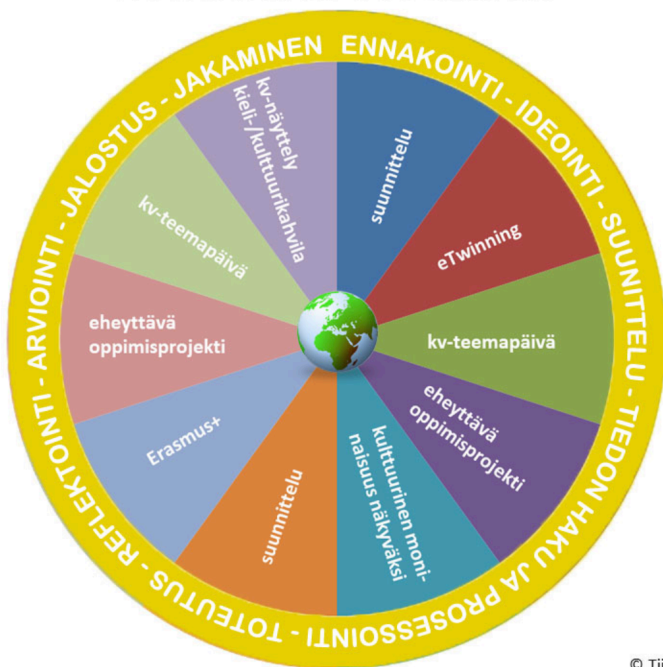 ENNAKOINTI - IDEOINTI - SUUNITTELU - TIEDON HAKU JA PROSESSOINTI - TOTEUTUS - REFLEKTOINTI - ARVIOINTI - JALOSTUS - JAKAMINEN
suunnittelu
eTwinning
kv-teemapäivä
eheyttävä
oppimisprojekti
kulttuurinen moni-
naisuus näkyväksi
suunnittelu
Erasmus+
eheyttävä
oppimisprojekti
kv-teemapäivä
kv-näyttely
kieli-/kulttuurikahvila
©